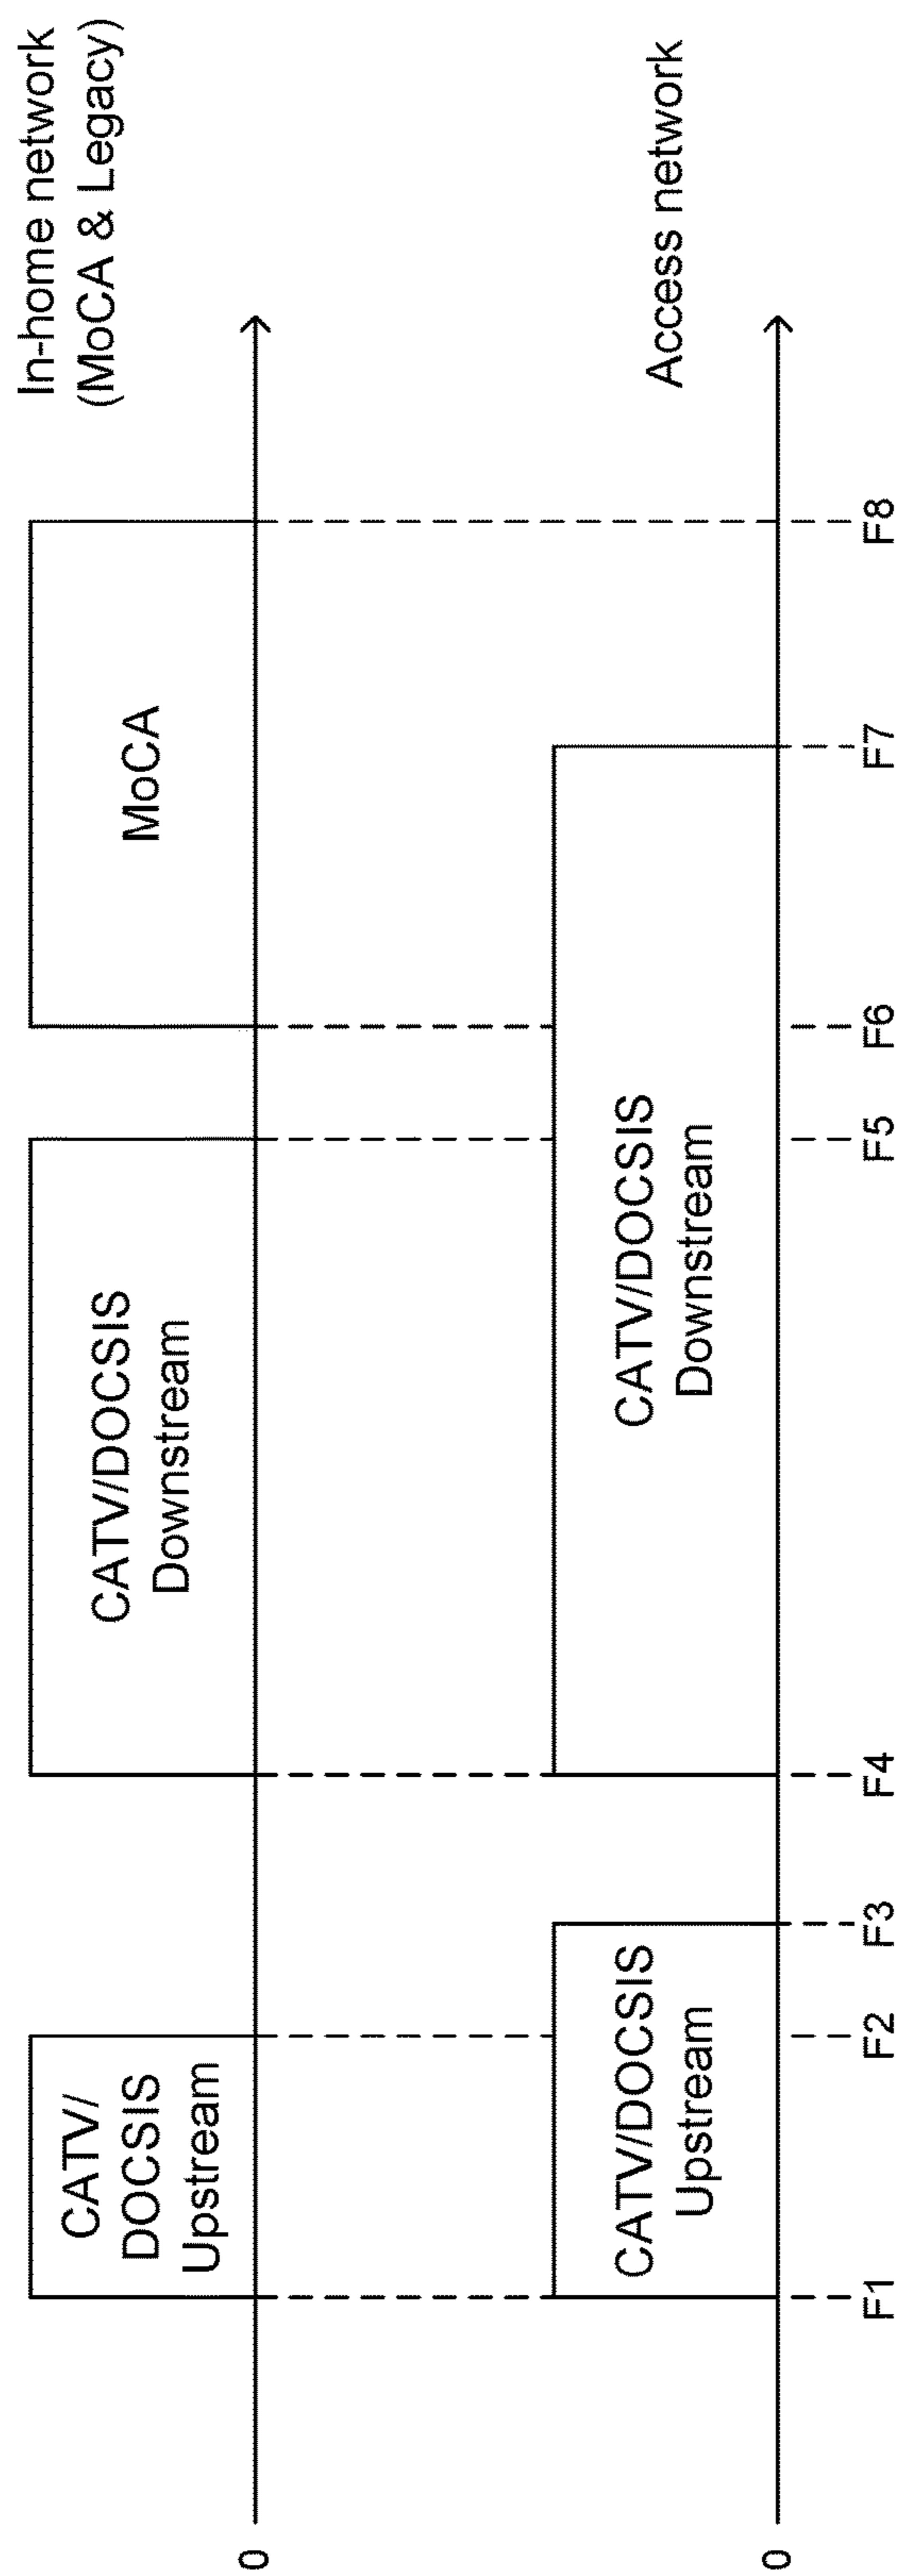 In-home network
(MoCA & Legacy)
CATV/
DOCSIS
Upstream
CATV/DOCSIS
Downstream
MoCA
0
Access network
CATV/DOCSIS
Upstream
CATV/DOCSIS
Downstream
0
F1
F2
F3
F4
F5
F6
F7
F8